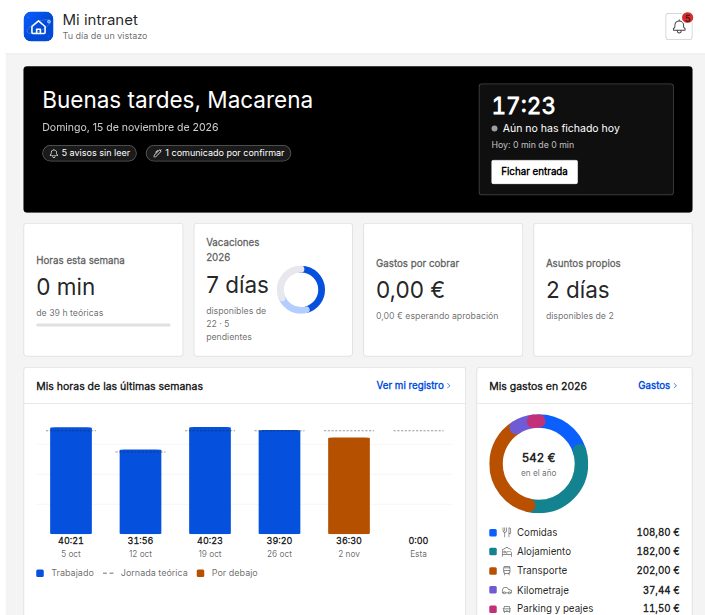 Mi intranet
Tu día de un vistazo
5
Buenas tardes, Macarena
Domingo, 15 de noviembre de 2026
5 avisos sin leer
1 comunicado por confirmar
17:23
Aún no has fichado hoy
Hoy: 0 min de 0 min
Fichar entrada
Horas esta semana
0 min
de 39 h teóricas
Vacaciones
2026
7 días
disponibles de
22 · 5
pendientes
Gastos por cobrar
0,00 €
0,00 € esperando aprobación
Asuntos propios
2 días
disponibles de 2
Mis horas de las últimas semanas
Ver mi registro ›
40:21
5 oct
31:56
12 oct
40:23
19 oct
39:20
26 oct
36:30
2 nov
0:00
Esta
Trabajado
Jornada teórica
Por debajo
Mis gastos en 2026
Gastos ›
542 €
en el año
Comidas 108,80 €
Alojamiento 182,00 €
Transporte 202,00 €
Kilometraje 37,44 €
Parking y peajes 11,50 €